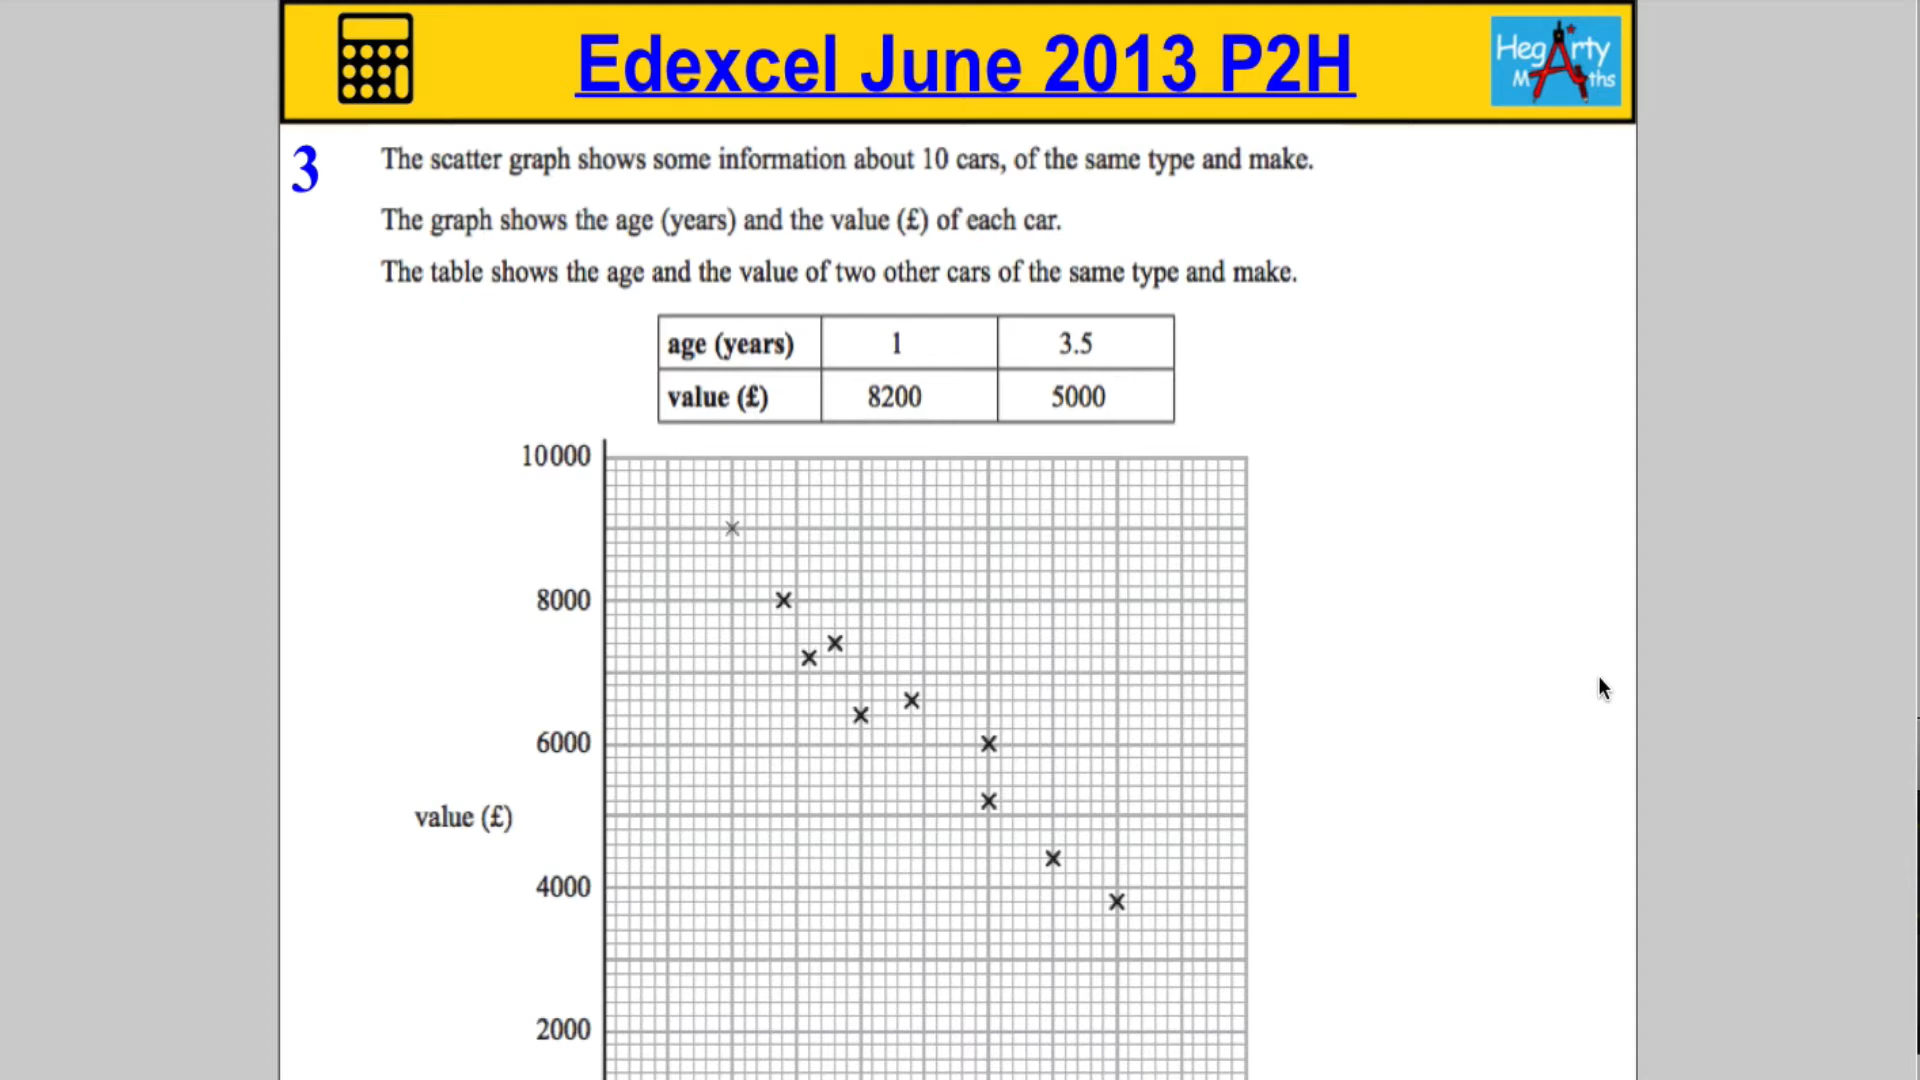 Edexcel June 2013 P2H
HegArty
MAths
3
The scatter graph shows some information about 10 cars, of the same type and make.
The graph shows the age (years) and the value (£) of each car.
The table shows the age and the value of two other cars of the same type and make.
age (years) 1 3.5
value (£) 8200 5000
10000
8000
6000
value (£)
4000
2000